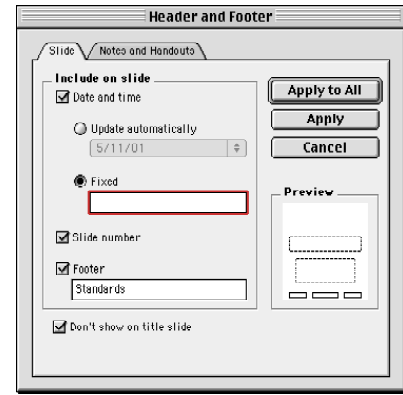 Header and Footer
Slide
Notes and Handouts
Include on slide
Date and time
Update automatically
5/11/01
Fixed
Slide number
Footer
Standards
Don't show on title slide
Apply to All
Apply
Cancel
Preview